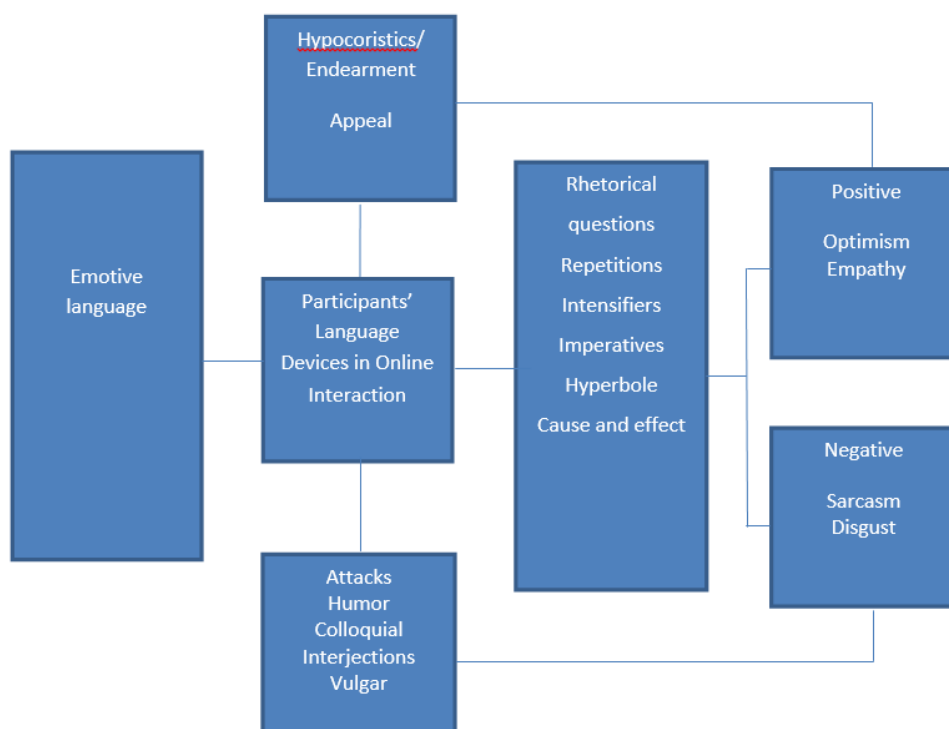 Hypocoristics/
Endearment
Appeal
Emotive
language
Participants’
Language
Devices in Online
Interaction
Rhetorical
questions
Repetitions
Intensifiers
Imperatives
Hyperbole
Cause and effect
Positive
Optimism
Empathy
Negative
Sarcasm
Disgust
Attacks
Humor
Colloquial
Interjections
Vulgar